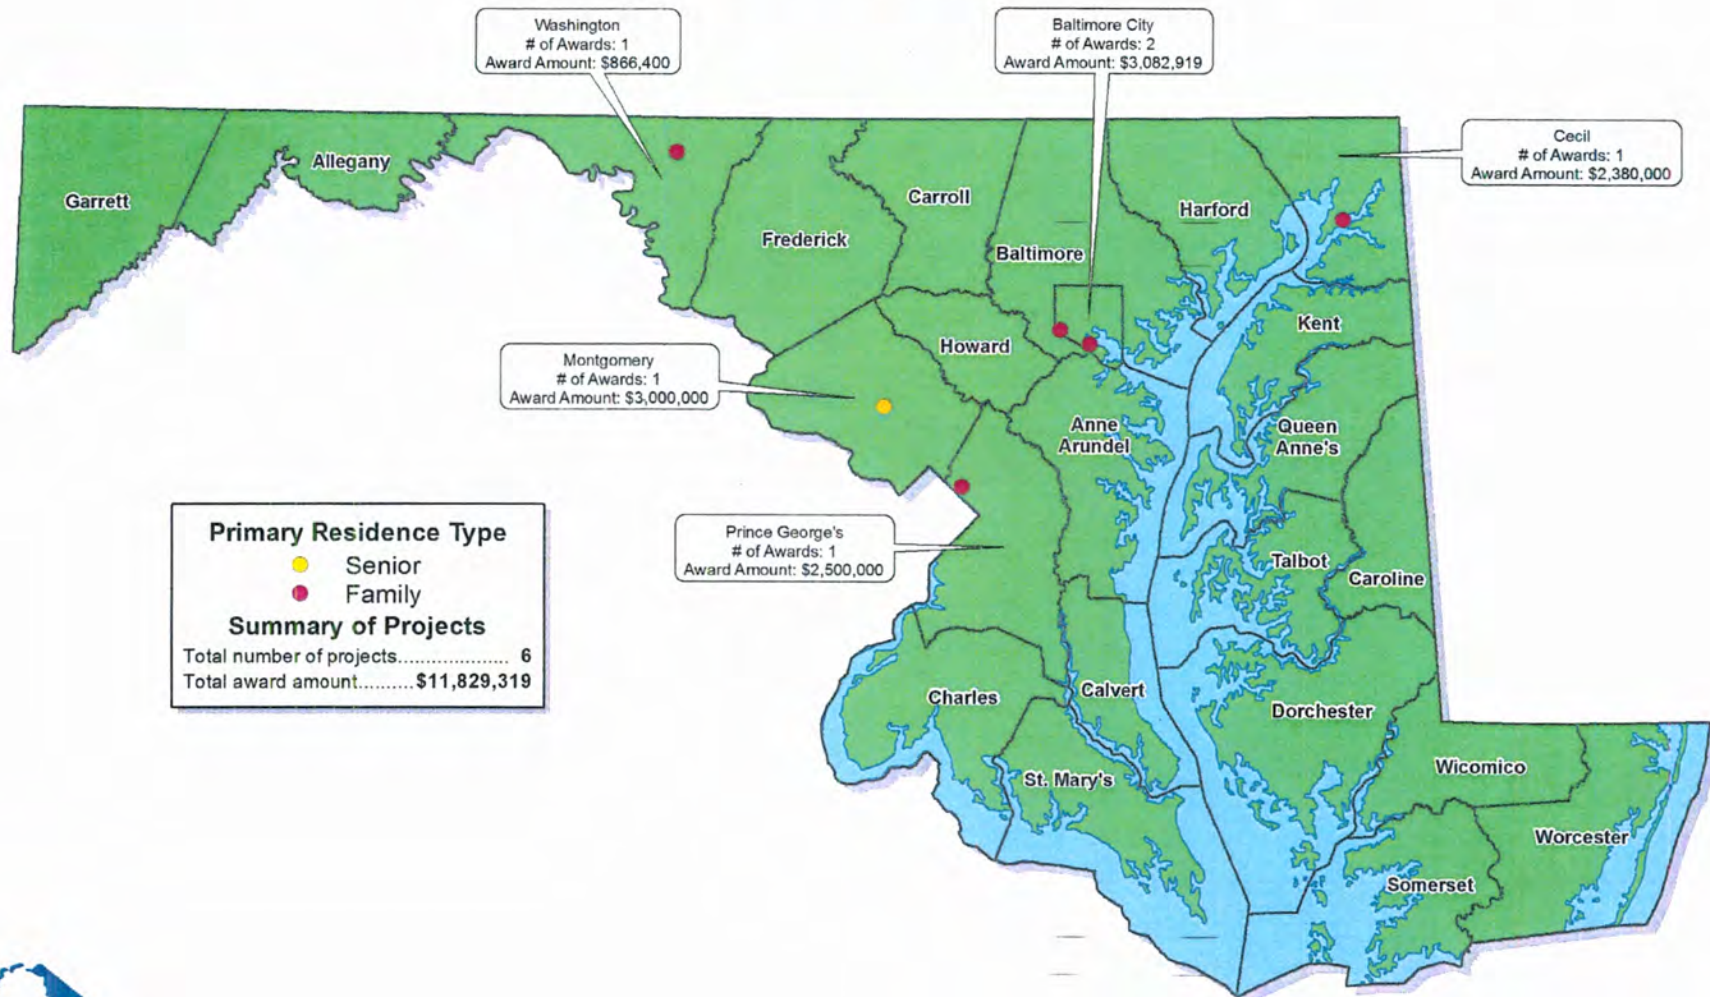 Washington
# of Awards: 1
Award Amount: $866,400
Baltimore City
# of Awards: 2
Award Amount: $3,082,919
Cecil
# of Awards: 1
Award Amount: $2,380,000
Garrett
Allegany
Frederick
Carroll
Baltimore
Harford
Kent
Howard
Montgomery
# of Awards: 1
Award Amount: $3,000,000
Anne
Arundel
Queen
Anne's
Prince George's
# of Awards: 1
Award Amount: $2,500,000
Talbot
Caroline
Primary Residence Type
Senior
Family
Summary of Projects
Total number of projects................... 6
Total award amount..........$11,829,319
Charles
Calvert
Dorchester
St. Mary's
Wicomico
Worcester
Somerset